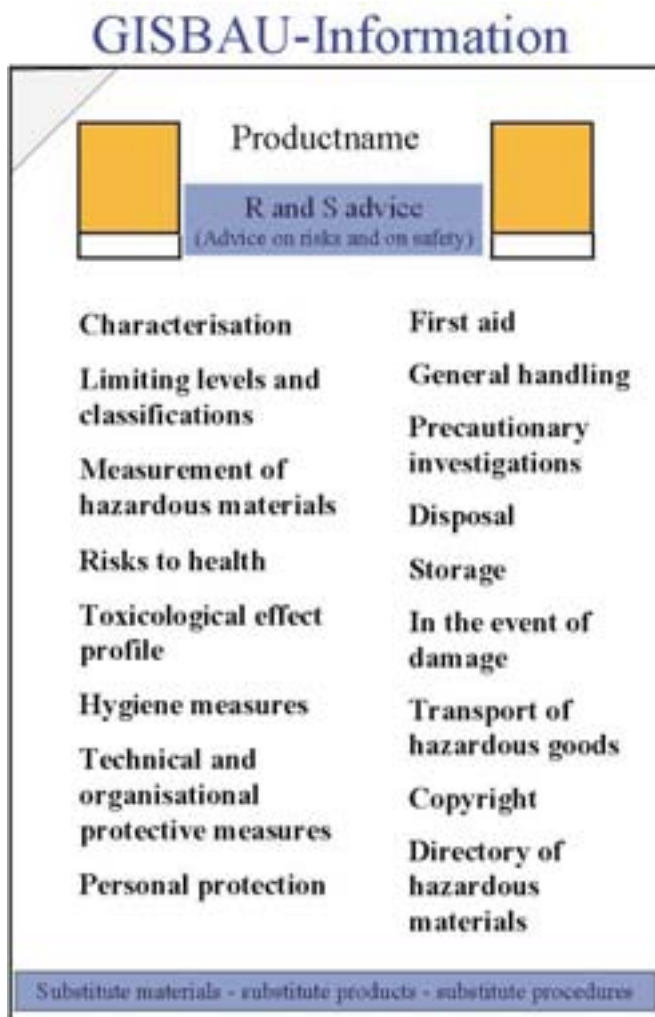 GISBAU-Information
Productname
R and S advice
(Advice on risks and on safety)
Characterisation
Limiting levels and
classifications
Measurement of
hazardous materials
Risks to health
Toxicological effect
profile
Hygiene measures
Technical and
organisational
protective measures
Personal protection
First aid
General handling
Precautionary
investigations
Disposal
Storage
In the event of
damage
Transport of
hazardous goods
Copyright
Directory of
hazardous
materials
Substitute materials - substitute products - substitute procedures